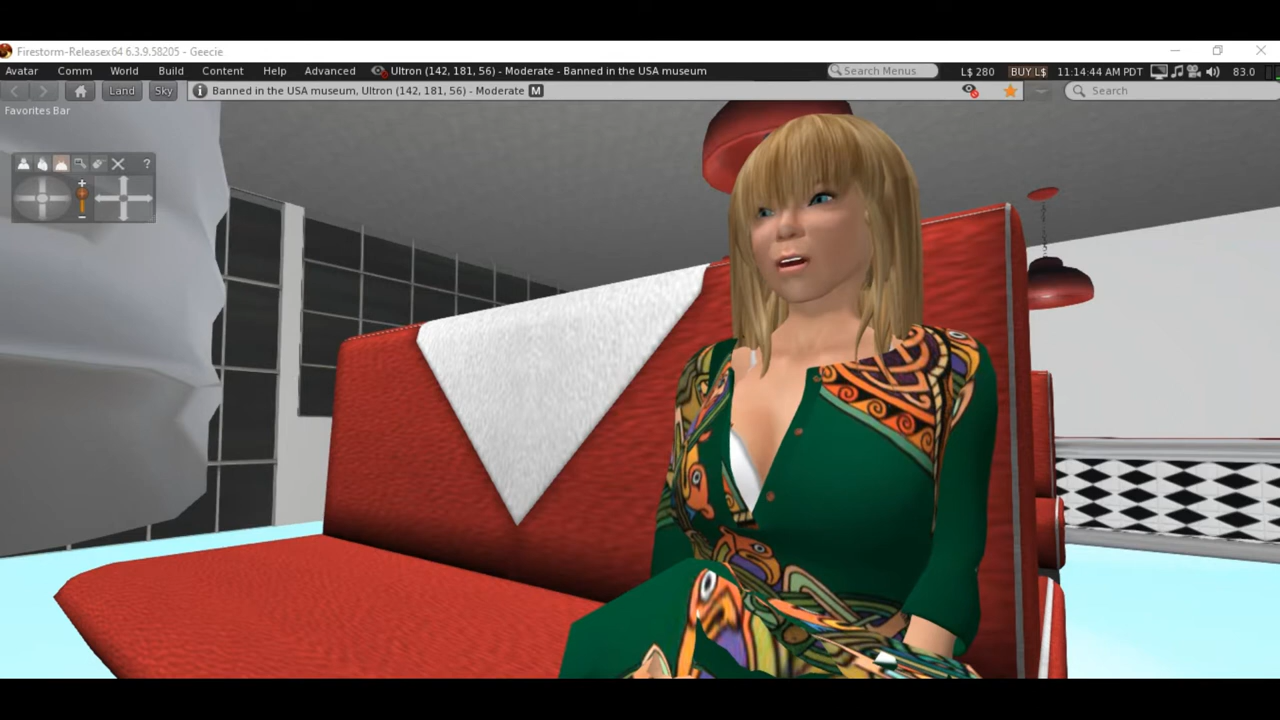 Firestorm-Releasex64 6.3.9.58205 - Geecie
Avatar Comm World Build Content Help Advanced Ultron (142, 181, 56) - Moderate - Banned in the USA museum Search Menus L$ 280 BUY L$ 11:14:44 AM PDT 83.0
Land Sky Banned in the USA museum, Ultron (142, 181, 56) - Moderate M Search
Favorites Bar
?